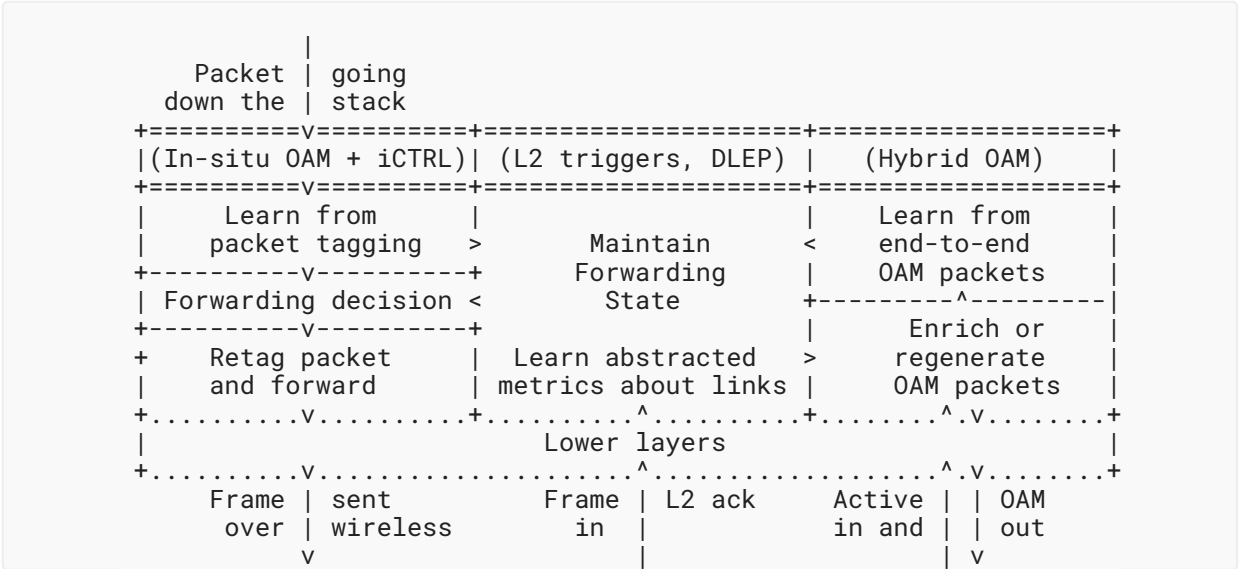 |
             Packet | going
           down the | stack
         +==========v==========+=====================+===================+
         |(In-situ OAM + iCTRL)| (L2 triggers, DLEP) |   (Hybrid OAM)    |
         +==========v==========+=====================+===================+
         |     Learn from      |                     |    Learn from     |
         |    packet tagging   >       Maintain      <    end-to-end     |
         +----------v----------+      Forwarding     |    OAM packets    |
         | Forwarding decision <        State        +---------^---------|
         +----------v----------+                     |      Enrich or    |
         +    Retag packet     |  Learn abstracted   >     regenerate    |
         |    and forward      | metrics about links |     OAM packets   |
         +..........v..........+..........^..........+........^.v........+
         |                          Lower layers                         |
         +..........v.....................^...................^.v........+
              Frame | sent          Frame | L2 ack     Active | | OAM
               over | wireless        in  |            in and | | out
                    v                     |                   | v